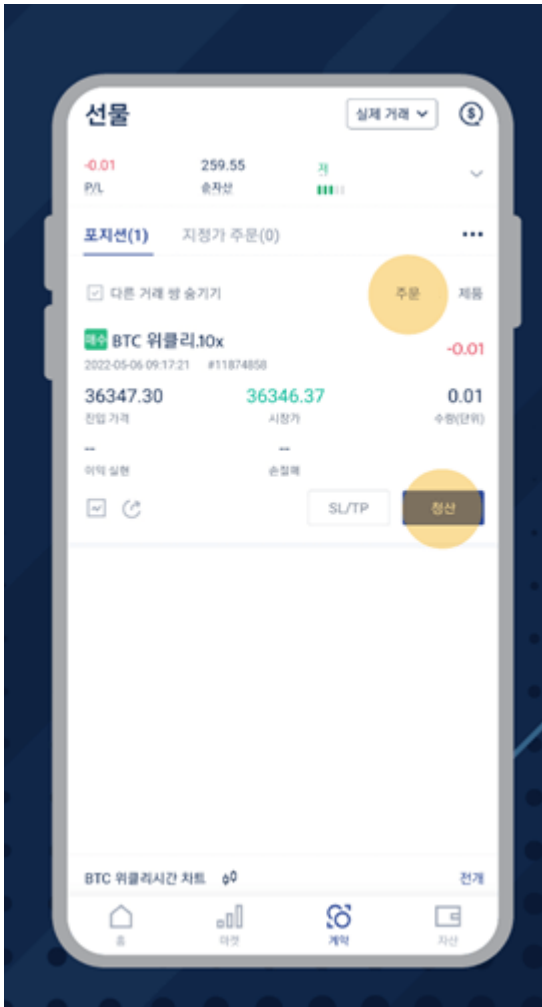 선물 실제 거래
-0.01 259.55 저
P/L 순자산
포지션(1) 지정가 주문(0)
다른 거래 쌍 숨기기 주문 제품
매수 BTC 위클리.10x -0.01
2022-05-06 09:17:21 #11874858
36347.30 36346.37 0.01
진입 가격 시장가 수량(단위)
-- --
이익 실현 손절매
SL/TP 청산
BTC 위클리시간 차트 전개
홈 마켓 계약 자산